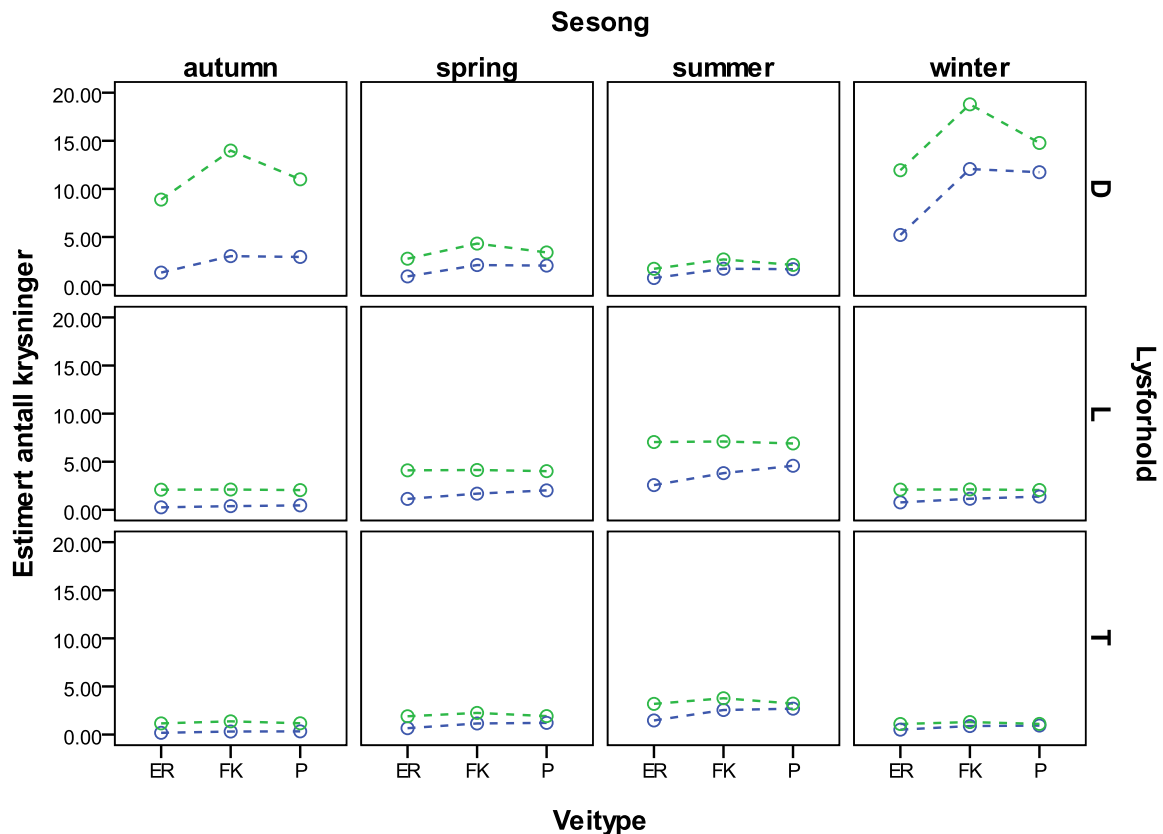 Sesong
autumn spring summer winter
Estimert antall krysninger
20.00
15.00
10.00
5.00
0.00
D
20.00
15.00
10.00
5.00
0.00
L
Lysforhold
20.00
15.00
10.00
5.00
0.00
T
ER FK P ER FK P ER FK P ER FK P
Veitype